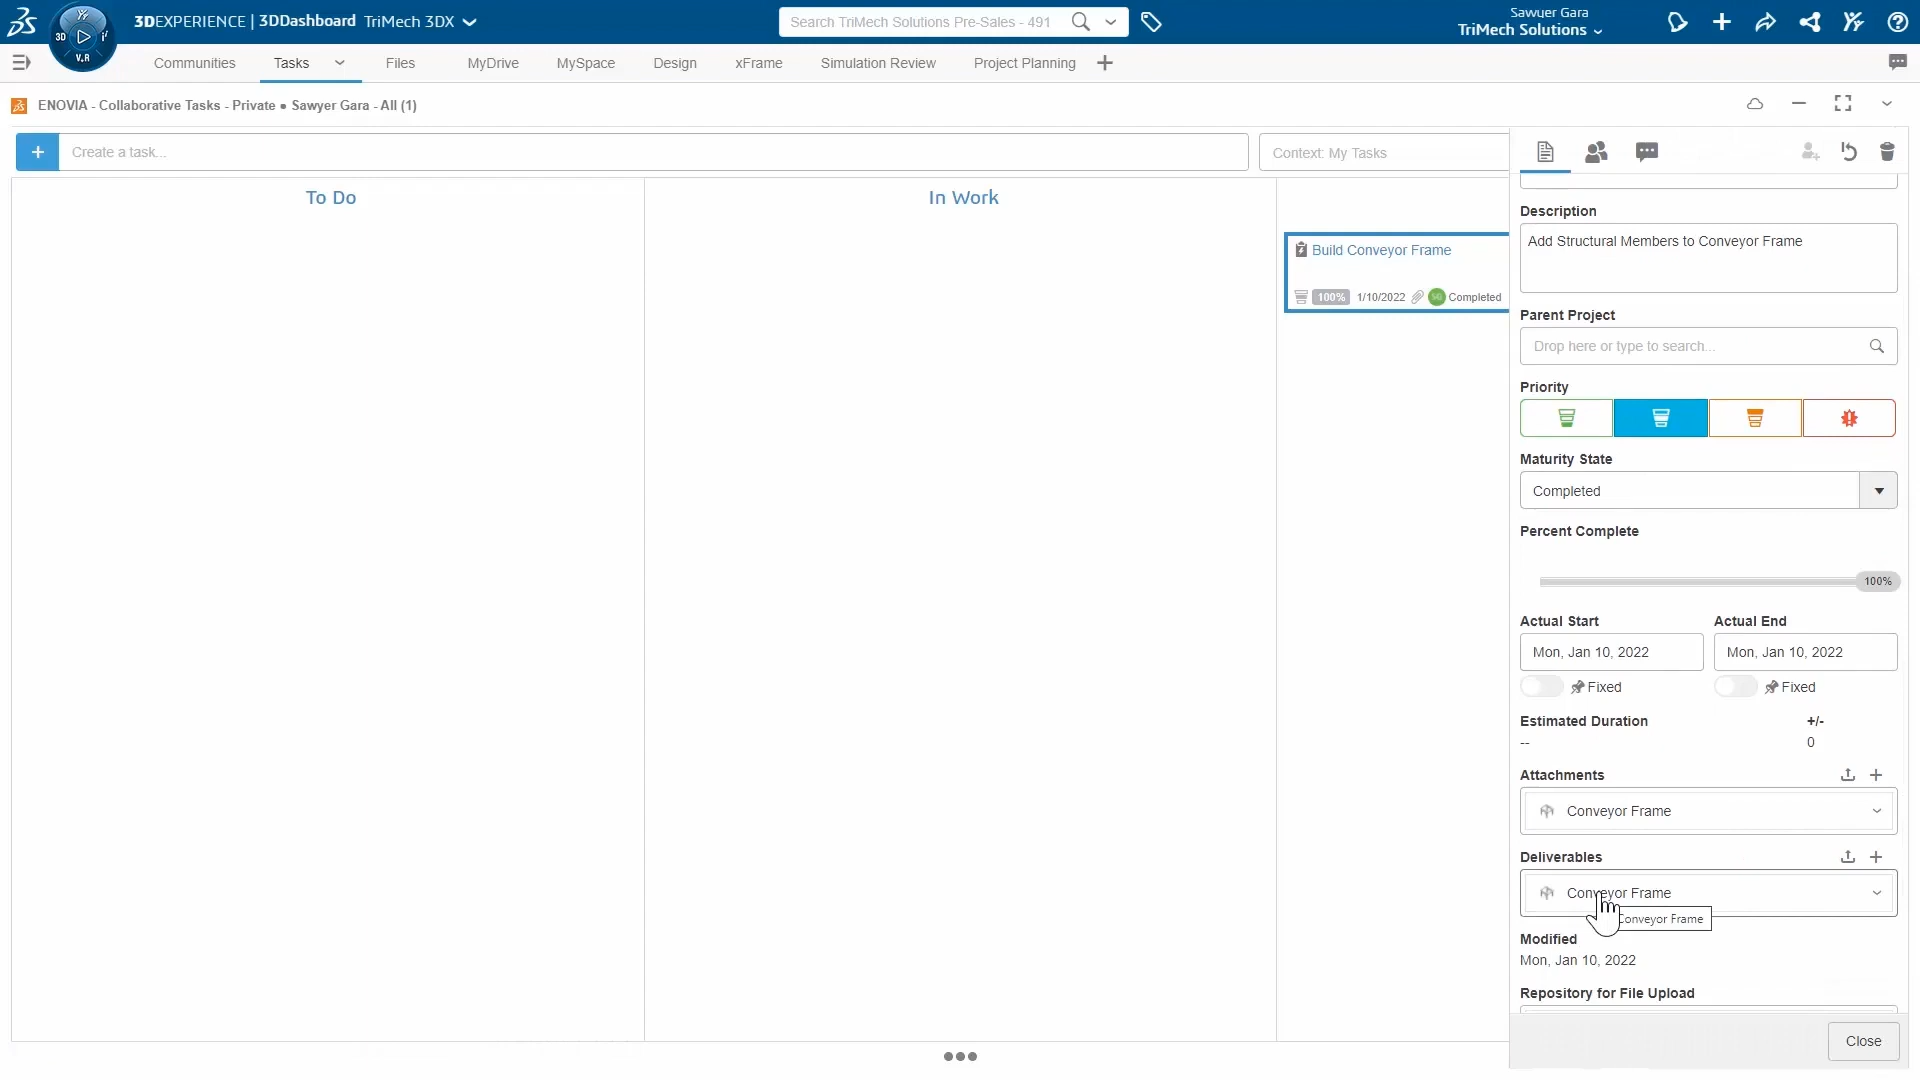 3DEXPERIENCE | 3DDashboard TriMech 3DX
Search TriMech Solutions Pre-Sales - 491
Sawyer Gara
TriMech Solutions
3D
V.R
Communities
Tasks
Files
MyDrive
MySpace
Design
xFrame
Simulation Review
Project Planning
ENOVIA - Collaborative Tasks - Private ● Sawyer Gara - All (1)
Create a task...
Context: My Tasks
To Do
In Work
Build Conveyor Frame
100% 1/10/2022 SG Completed
Description
Add Structural Members to Conveyor Frame
Parent Project
Drop here or type to search...
Priority
Maturity State
Completed
Percent Complete
100%
Actual Start
Actual End
Mon, Jan 10, 2022
Mon, Jan 10, 2022
Fixed
Fixed
Estimated Duration
+/-
--
0
Attachments
Conveyor Frame
Deliverables
Conveyor Frame
Conveyor Frame
Modified
Mon, Jan 10, 2022
Repository for File Upload
Close